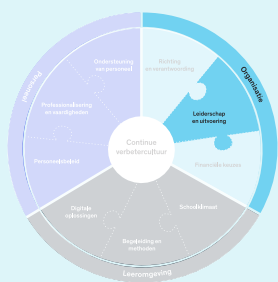 Ondersteuning
van personeel
Richting
en verantwoording
Personeel
Organisatie
Professionalisering
en vaardigheden
Leiderschap
en uitvoering
Continue
verbetercultuur
Personeelsbeleid
Financiële keuzes
Digitale
oplossingen
Schoolklimaat
Begeleiding en
methoden
Leeromgeving